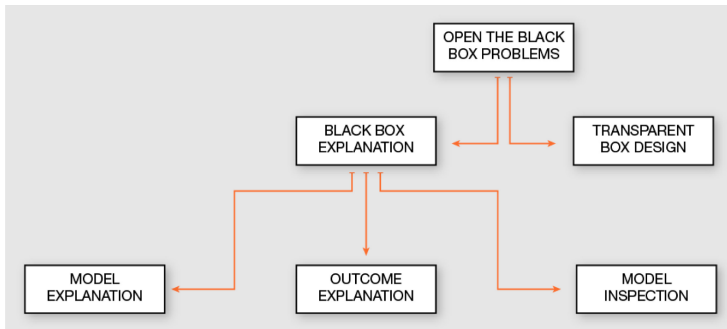 OPEN THE BLACK
BOX PROBLEMS
BLACK BOX
EXPLANATION
TRANSPARENT
BOX DESIGN
MODEL
EXPLANATION
OUTCOME
EXPLANATION
MODEL
INSPECTION